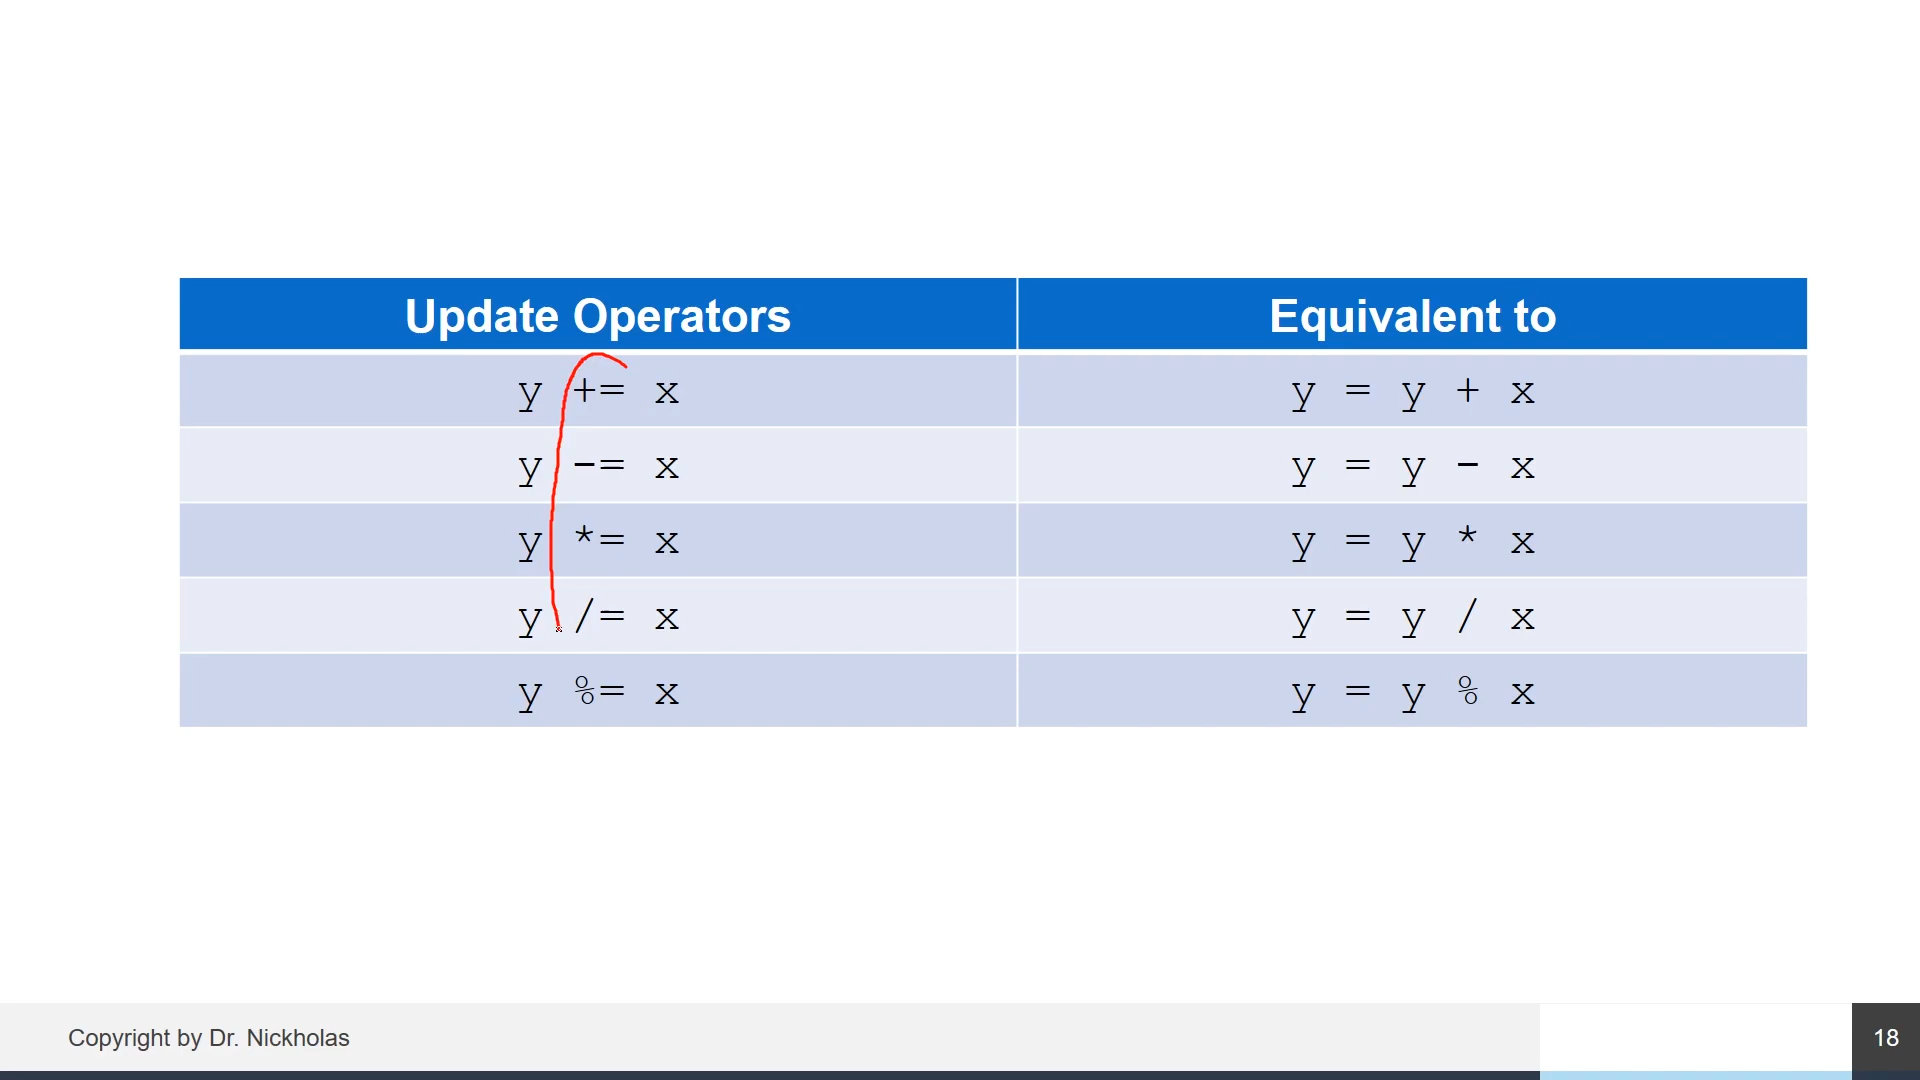 Update Operators Equivalent to
y += x y = y + x
y -= x y = y - x
y *= x y = y * x
y /= x y = y / x
y %= x y = y % x
Copyright by Dr. Nickholas 18